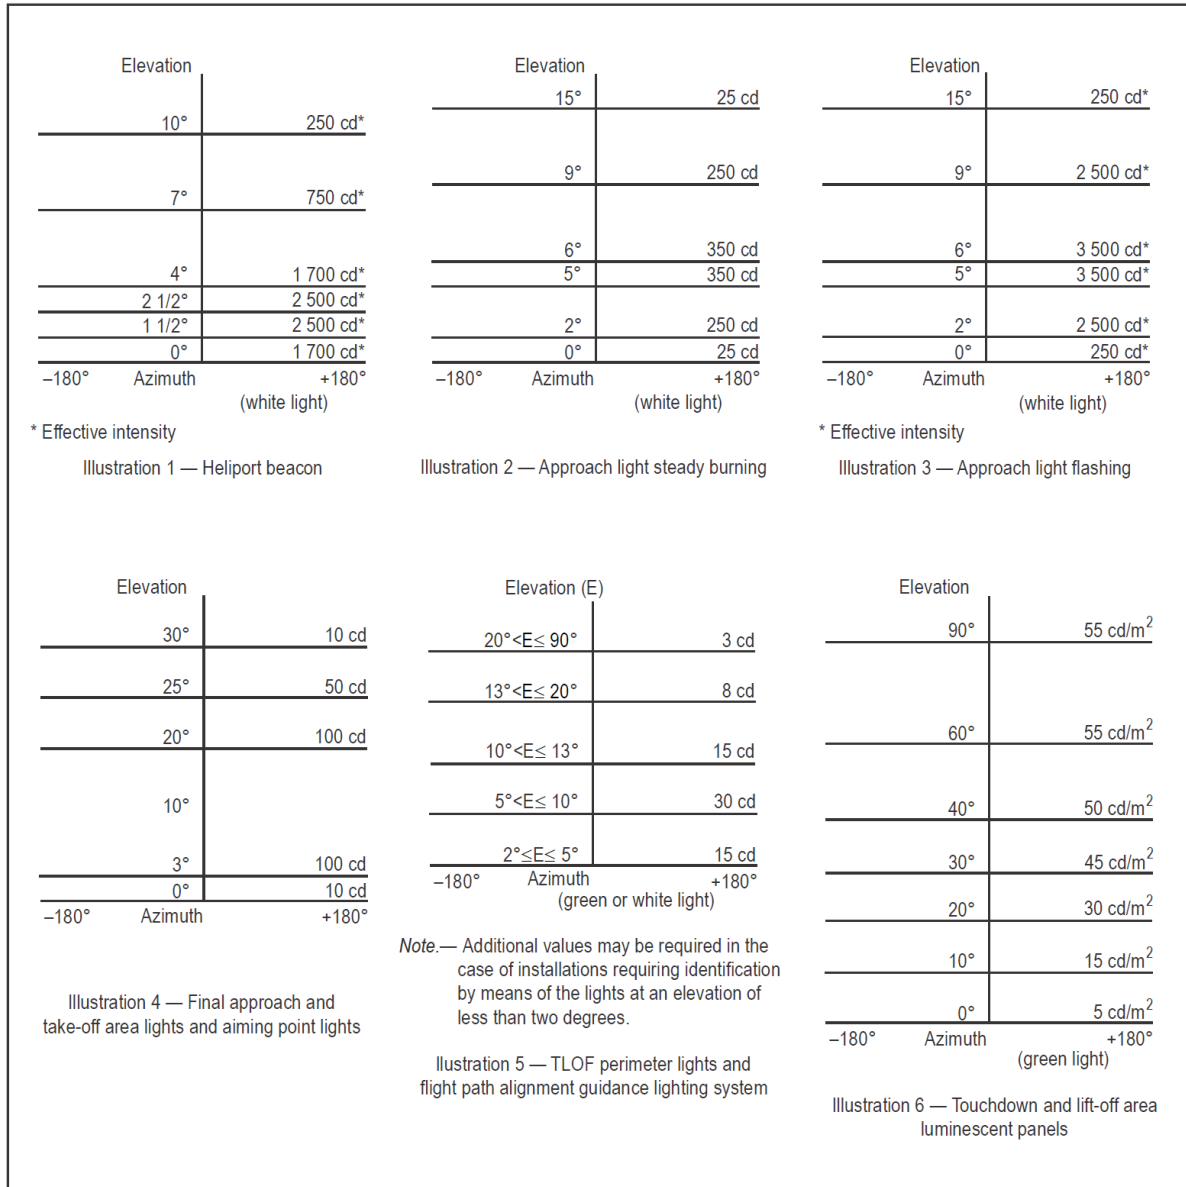 Elevation
10° 250 cd*
7° 750 cd*
4° 1 700 cd*
2 1/2° 2 500 cd*
1 1/2° 2 500 cd*
0° 1 700 cd*
–180° Azimuth +180°
(white light)
* Effective intensity
Illustration 1 — Heliport beacon
Elevation
15° 25 cd
9° 250 cd
6° 350 cd
5° 350 cd
2° 250 cd
0° 25 cd
–180° Azimuth +180°
(white light)
Illustration 2 — Approach light steady burning
Elevation
15° 250 cd*
9° 2 500 cd*
6° 3 500 cd*
5° 3 500 cd*
2° 2 500 cd*
0° 250 cd*
–180° Azimuth +180°
(white light)
* Effective intensity
Illustration 3 — Approach light flashing
Elevation
30° 10 cd
25° 50 cd
20° 100 cd
10°
3° 100 cd
0° 10 cd
–180° Azimuth +180°
Illustration 4 — Final approach and
take-off area lights and aiming point lights
Elevation (E)
20°<E≤ 90° 3 cd
13°<E≤ 20° 8 cd
10°<E≤ 13° 15 cd
5°<E≤ 10° 30 cd
2°≤E≤ 5° 15 cd
–180° Azimuth +180°
(green or white light)
Note.— Additional values may be required in the
case of installations requiring identification
by means of the lights at an elevation of
less than two degrees.
llustration 5 — TLOF perimeter lights and
flight path alignment guidance lighting system
Elevation
90° 55 cd/m²
60° 55 cd/m²
40° 50 cd/m²
30° 45 cd/m²
20° 30 cd/m²
10° 15 cd/m²
0° 5 cd/m²
–180° Azimuth +180°
(green light)
Illustration 6 — Touchdown and lift-off area
luminescent panels